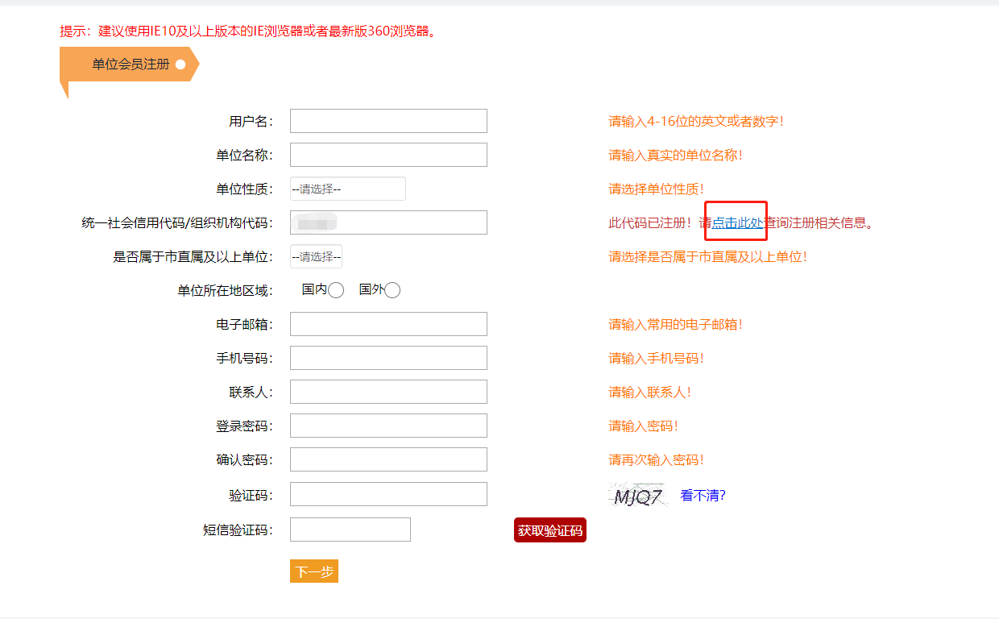 提示：建议使用IE10及以上版本的IE浏览器或者最新版360浏览器。
单位会员注册
用户名： 请输入4-16位的英文或者数字！
单位名称： 请输入真实的单位名称！
单位性质： --请选择-- 请选择单位性质！
统一社会信用代码/组织机构代码： 此代码已注册！请点击此处查询注册相关信息。
是否属于市直属及以上单位： --请选择-- 请选择是否属于市直属及以上单位！
单位所在地区域： 国内 国外
电子邮箱： 请输入常用的电子邮箱！
手机号码： 请输入手机号码！
联系人： 请输入联系人！
登录密码： 请输入密码！
确认密码： 请再次输入密码！
验证码： MJQ7 看不清?
短信验证码： 获取验证码
下一步